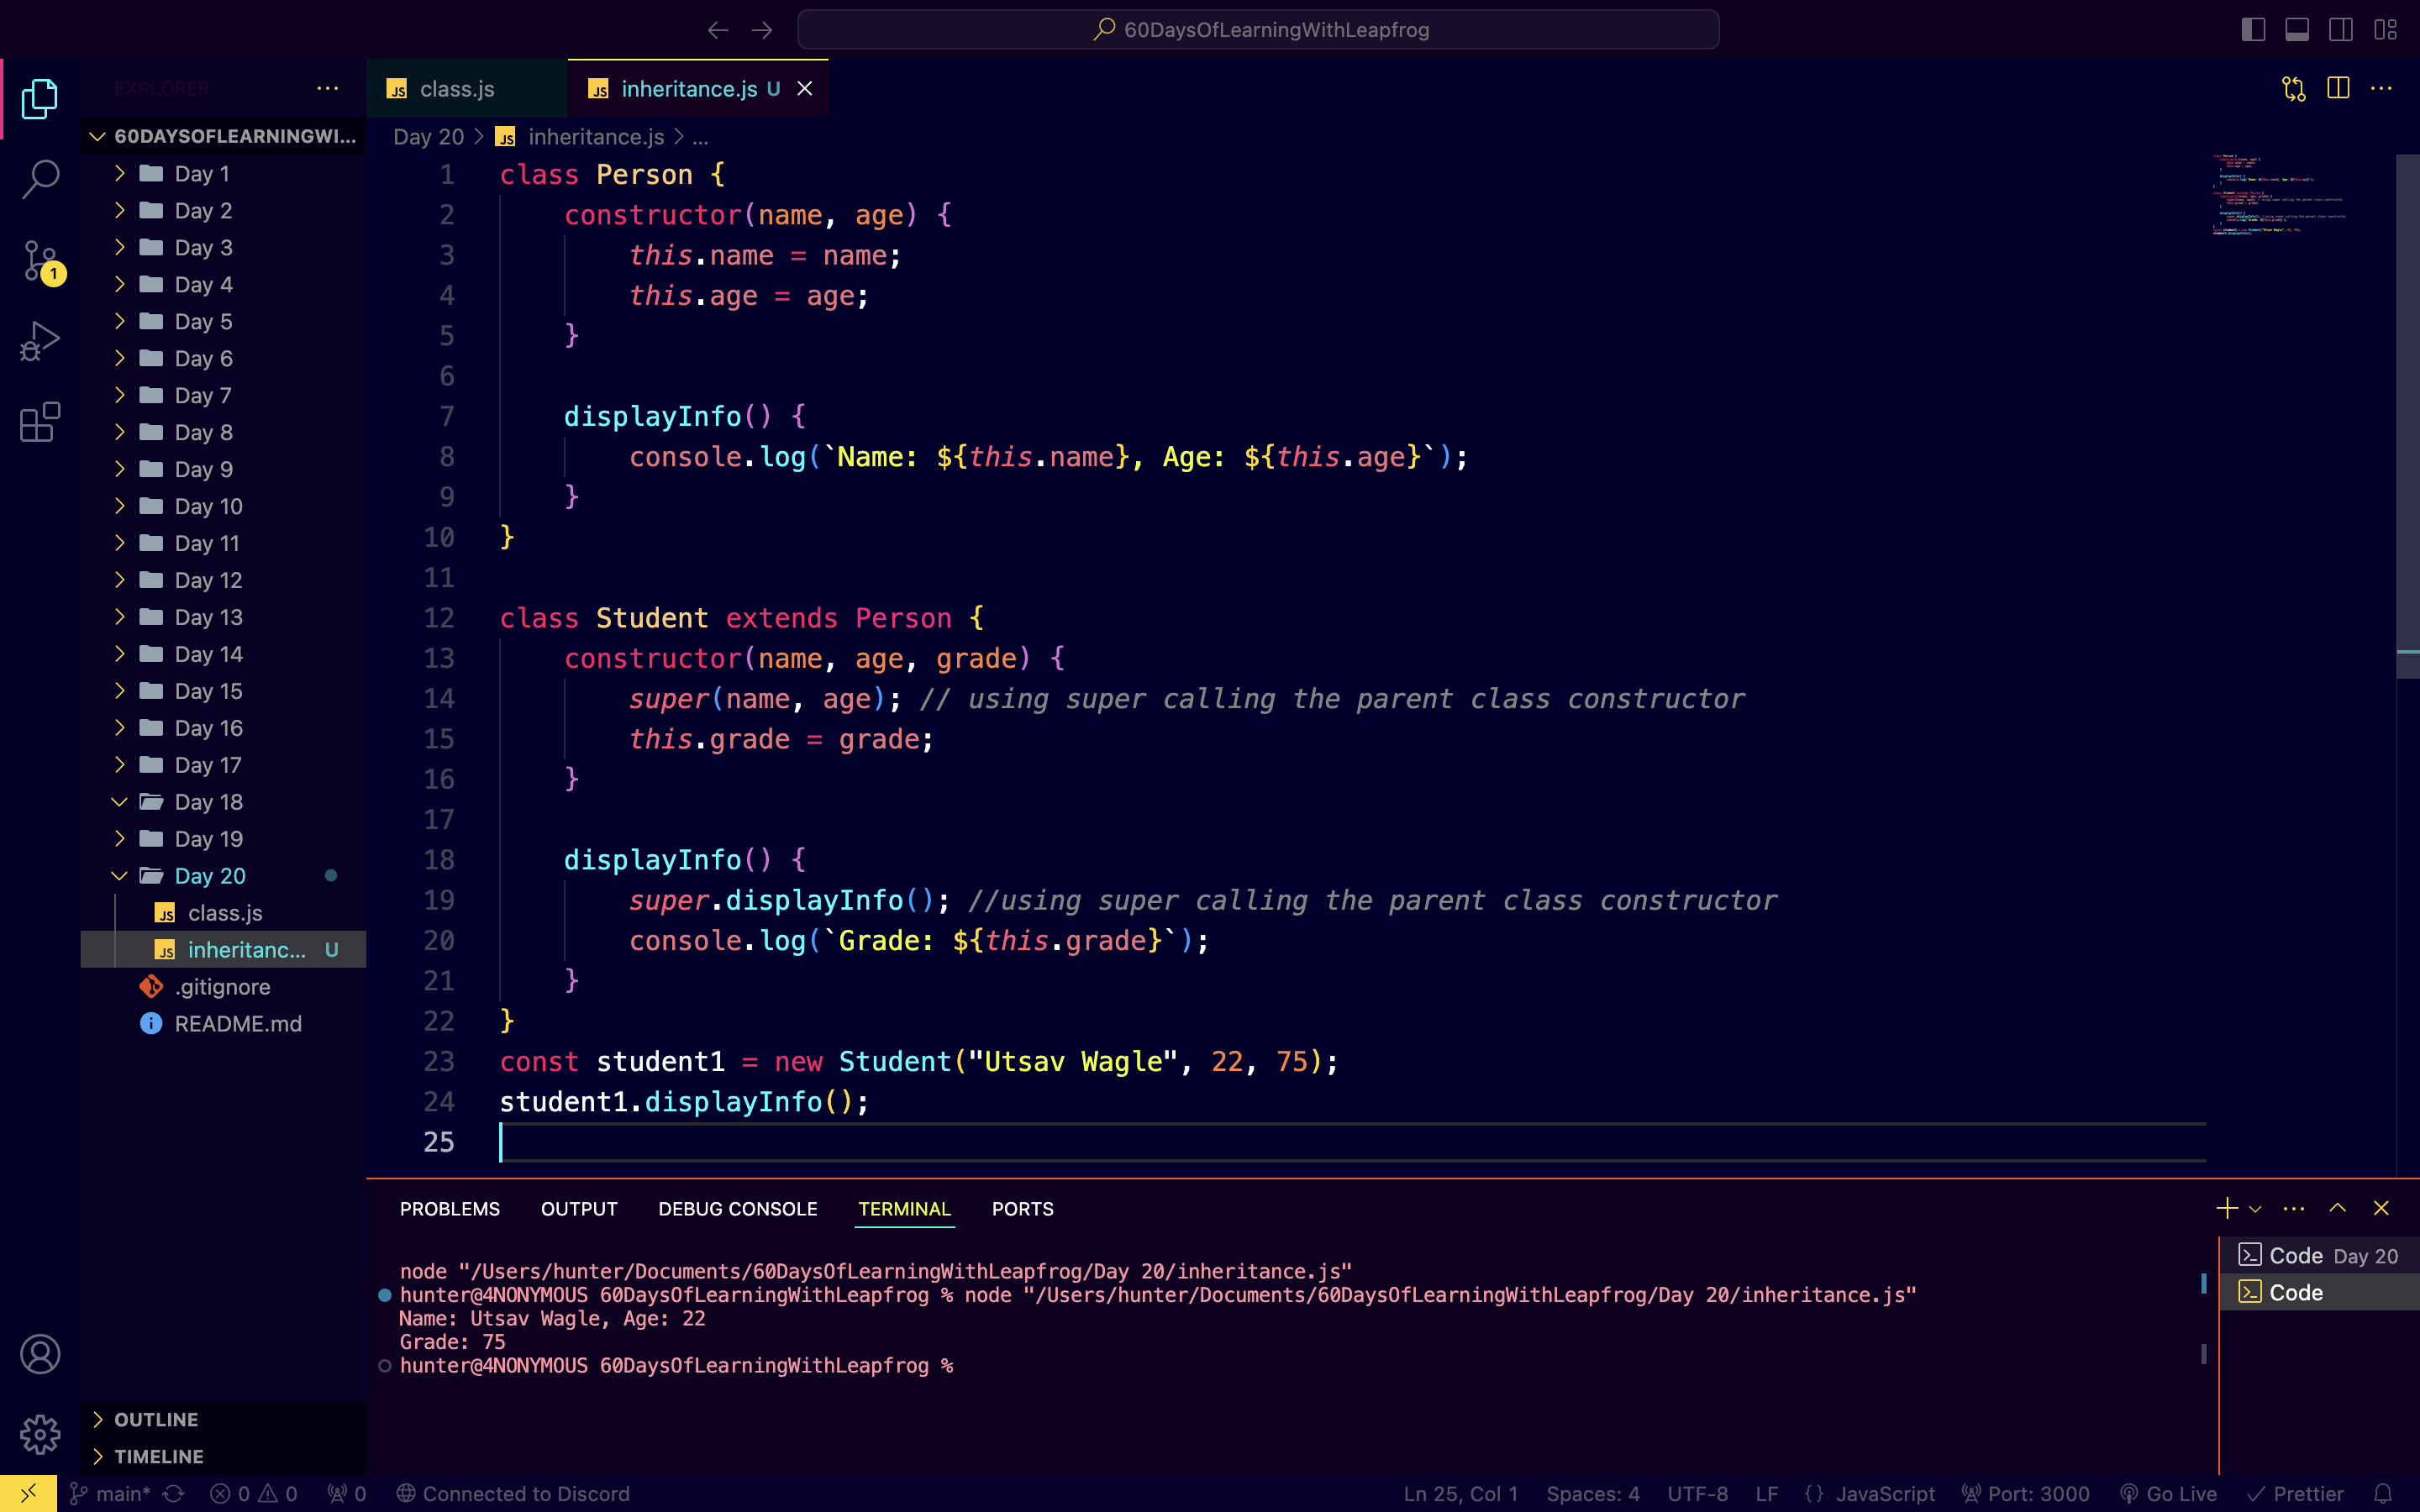 60DaysOfLearningWithLeapfrog
EXPLORER
class.js
inheritance.js U
60DAYSOFLEARNINGWI...
Day 1
Day 2
Day 3
Day 4
Day 5
Day 6
Day 7
Day 8
Day 9
Day 10
Day 11
Day 12
Day 13
Day 14
Day 15
Day 16
Day 17
Day 18
Day 19
Day 20
class.js
inheritanc... U
.gitignore
README.md
OUTLINE
TIMELINE
1
Day 20 > inheritance.js > ...
1 class Person {
2 constructor(name, age) {
3 this.name = name;
4 this.age = age;
5 }
6
7 displayInfo() {
8 console.log(`Name: ${this.name}, Age: ${this.age}`);
9 }
10 }
11
12 class Student extends Person {
13 constructor(name, age, grade) {
14 super(name, age); // using super calling the parent class constructor
15 this.grade = grade;
16 }
17
18 displayInfo() {
19 super.displayInfo(); //using super calling the parent class constructor
20 console.log(`Grade: ${this.grade}`);
21 }
22 }
23 const student1 = new Student("Utsav Wagle", 22, 75);
24 student1.displayInfo();
25
PROBLEMS OUTPUT DEBUG CONSOLE TERMINAL PORTS
node "/Users/hunter/Documents/60DaysOfLearningWithLeapfrog/Day 20/inheritance.js"
hunter@4NONYMOUS 60DaysOfLearningWithLeapfrog % node "/Users/hunter/Documents/60DaysOfLearningWithLeapfrog/Day 20/inheritance.js"
Name: Utsav Wagle, Age: 22
Grade: 75
hunter@4NONYMOUS 60DaysOfLearningWithLeapfrog %
Code Day 20
Code
main* 0 0 0 Connected to Discord Ln 25, Col 1 Spaces: 4 UTF-8 LF {} JavaScript Port: 3000 Go Live Prettier